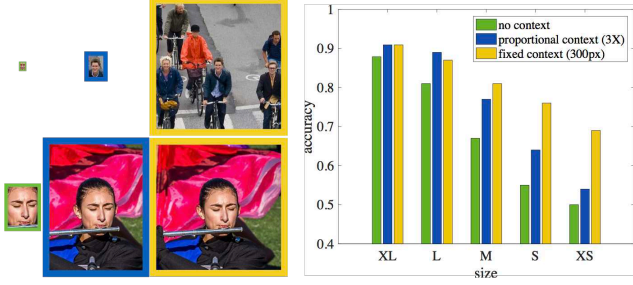 no context
proportional context (3X)
fixed context (300px)
accuracy
1
0.9
0.8
0.7
0.6
0.5
0.4
XL L M S XS
size